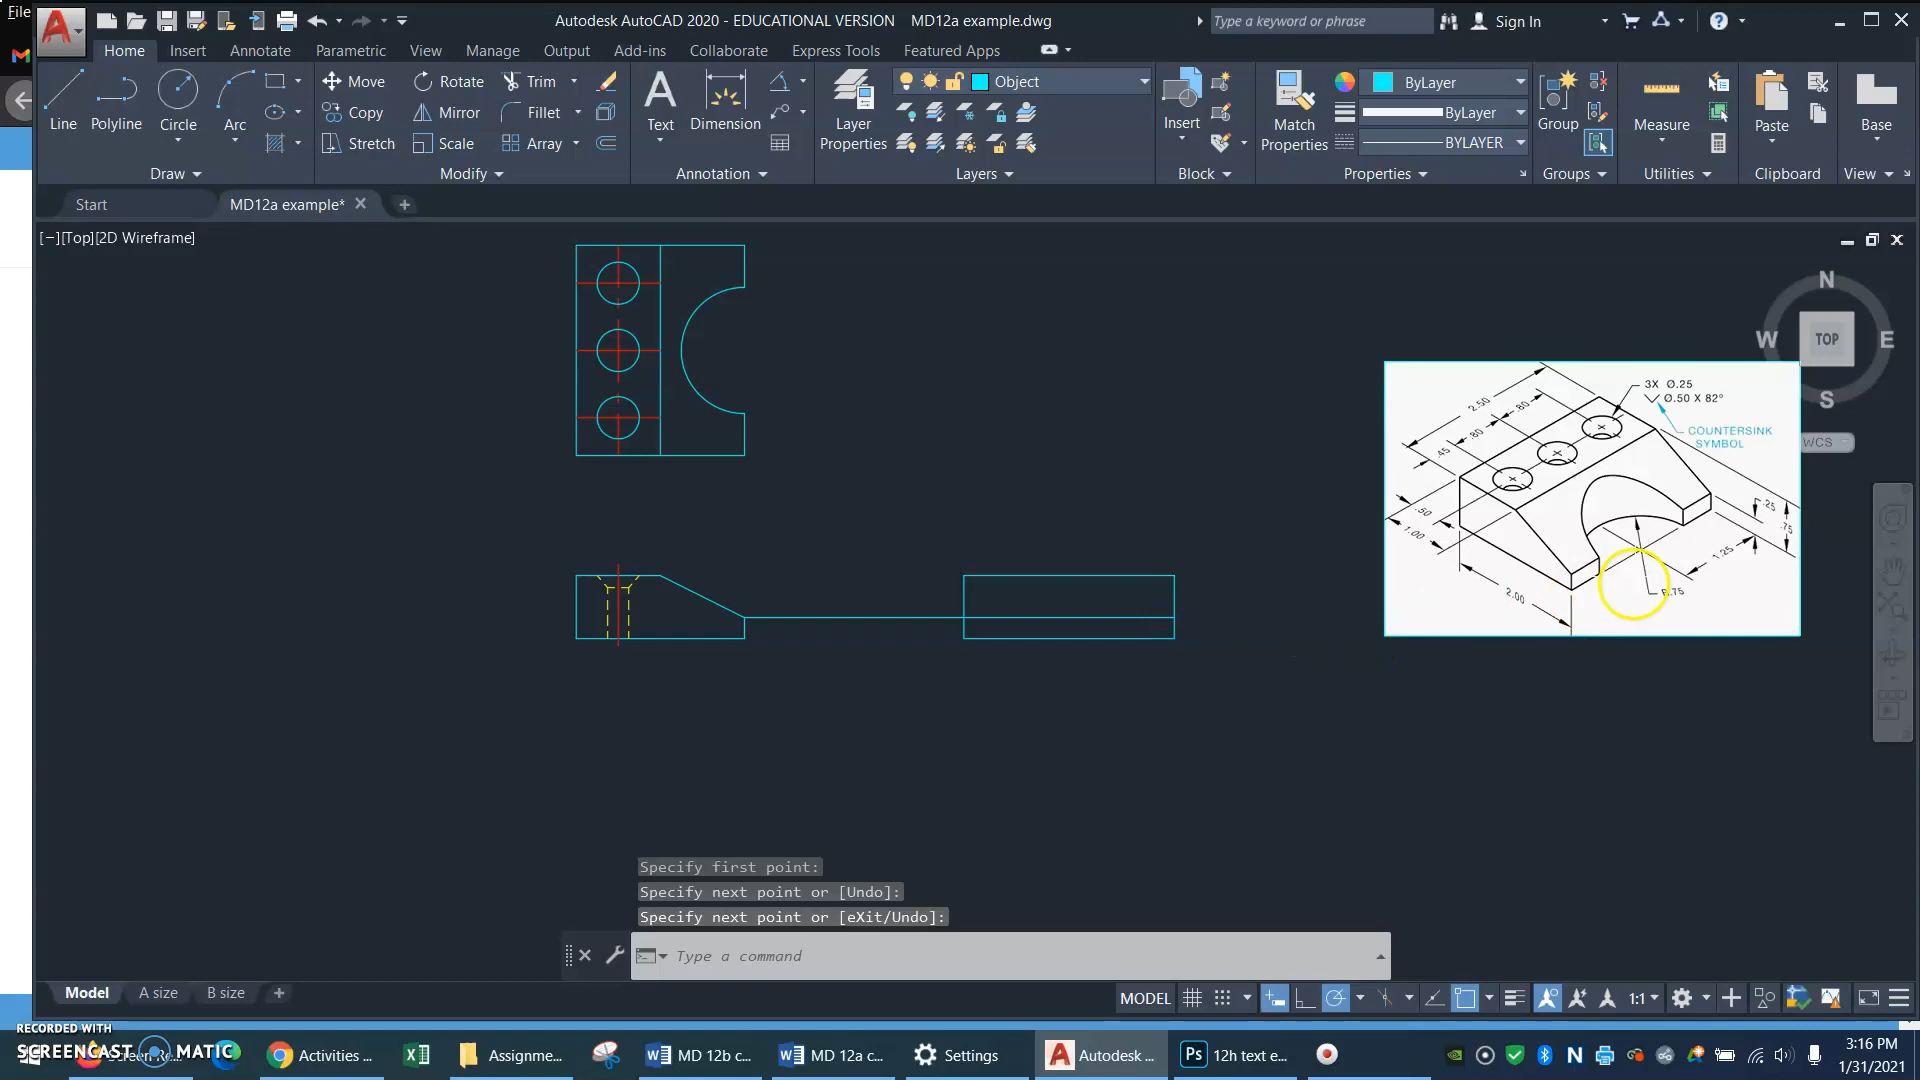 File
Autodesk AutoCAD 2020 - EDUCATIONAL VERSION MD12a example.dwg
Type a keyword or phrase
Sign In
Home Insert Annotate Parametric View Manage Output Add-ins Collaborate Express Tools Featured Apps
Line Polyline Circle Arc
Move Rotate Trim
Copy Mirror Fillet
Stretch Scale Array
Text Dimension
Layer Properties
Object
Insert
Match Properties
ByLayer
ByLayer
BYLAYER
Group
Measure
Paste
Base
Draw Modify Annotation Layers Block Properties Groups Utilities Clipboard View
Start MD12a example*
[−][Top][2D Wireframe]
N
W TOP E
S
WCS
3X Ø.25
Ø.50 X 82°
COUNTERSINK
SYMBOL
2.50
.80
.80
.45
.50
1.00
.25
.75
1.25
2.00
R.75
Specify first point:
Specify next point or [Undo]:
Specify next point or [eXit/Undo]:
Type a command
Model A size B size
MODEL 1:1
RECORDED WITH
SCREENCAST MATIC
Activities ...
Assignme...
MD 12b c...
MD 12a c...
Settings
Autodesk ...
12h text e...
3:16 PM
1/31/2021